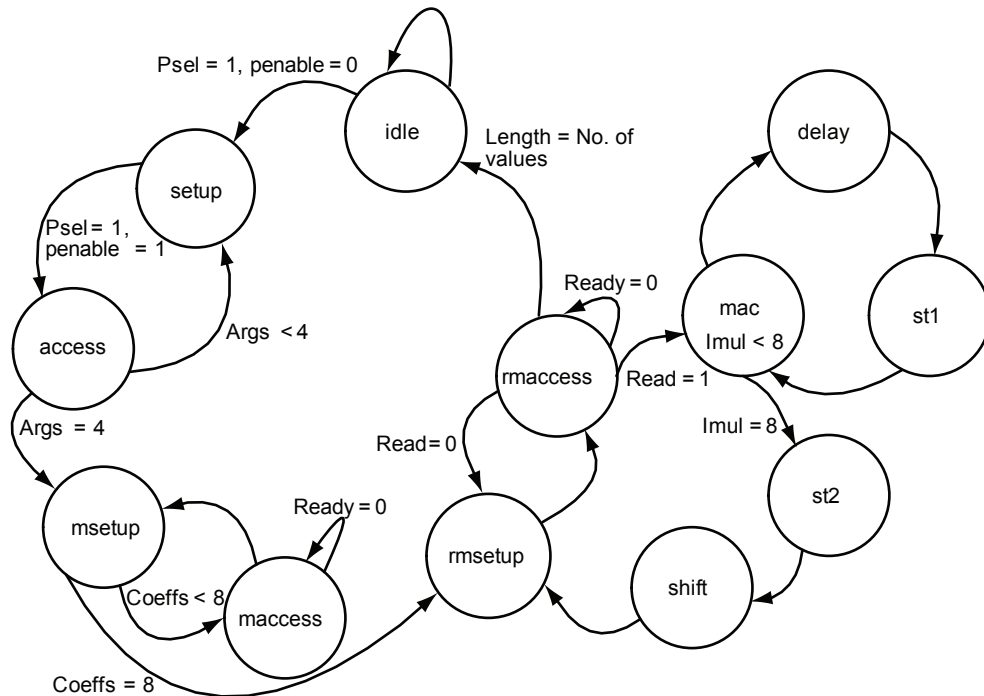 Psel = 1, penable = 0
idle
delay
Length = No. of
values
setup
Psel = 1,
penable = 1
Ready = 0
mac
Imul < 8
st1
access
Args < 4
rmaccess
Read = 1
Args = 4
Imul = 8
Read = 0
st2
Ready = 0
msetup
rmsetup
shift
Coeffs < 8
maccess
Coeffs = 8